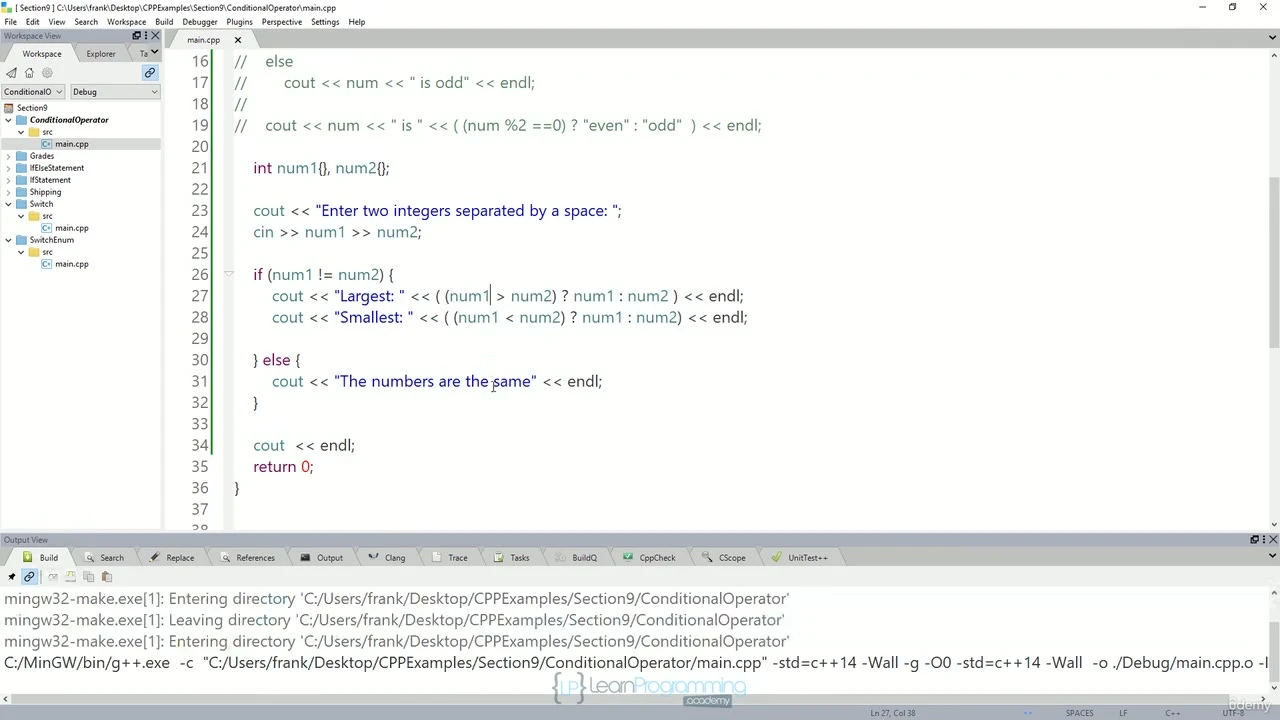 [ Section9 ] C:\Users\frank\Desktop\CPPExamples\Section9\ConditionalOperator\main.cpp
File Edit View Search Workspace Build Debugger Plugins Perspective Settings Help
Workspace View
main.cpp
Workspace Explorer Ta
ConditionalO Debug
Section9
ConditionalOperator
src
main.cpp
Grades
IfElseStatement
IfStatement
Shipping
Switch
src
main.cpp
SwitchEnum
src
main.cpp
16 // else
17 // cout << num << " is odd" << endl;
18 //
19 // cout << num << " is " << ( (num %2 ==0) ? "even" : "odd" ) << endl;
20
21 int num1{}, num2{};
22
23 cout << "Enter two integers separated by a space: ";
24 cin >> num1 >> num2;
25
26 if (num1 != num2) {
27 cout << "Largest: " << ( (num1 > num2) ? num1 : num2 ) << endl;
28 cout << "Smallest: " << ( (num1 < num2) ? num1 : num2) << endl;
29
30 } else {
31 cout << "The numbers are the same" << endl;
32 }
33
34 cout << endl;
35 return 0;
36 }
37
38
Output View
Build Search Replace References Output Clang Trace Tasks BuildQ CppCheck CScope UnitTest++
mingw32-make.exe[1]: Entering directory 'C:/Users/frank/Desktop/CPPExamples/Section9/ConditionalOperator'
mingw32-make.exe[1]: Leaving directory 'C:/Users/frank/Desktop/CPPExamples/Section9/ConditionalOperator'
mingw32-make.exe[1]: Entering directory 'C:/Users/frank/Desktop/CPPExamples/Section9/ConditionalOperator'
C:/MinGW/bin/g++.exe -c "C:/Users/frank/Desktop/CPPExamples/Section9/ConditionalOperator/main.cpp" -std=c++14 -Wall -g -O0 -std=c++14 -Wall -o ./Debug/main.cpp.o -I
{LP} LearnProgramming
.academy
Ln 27, Col 38 SPACES LF C++ UTF-8
udemy